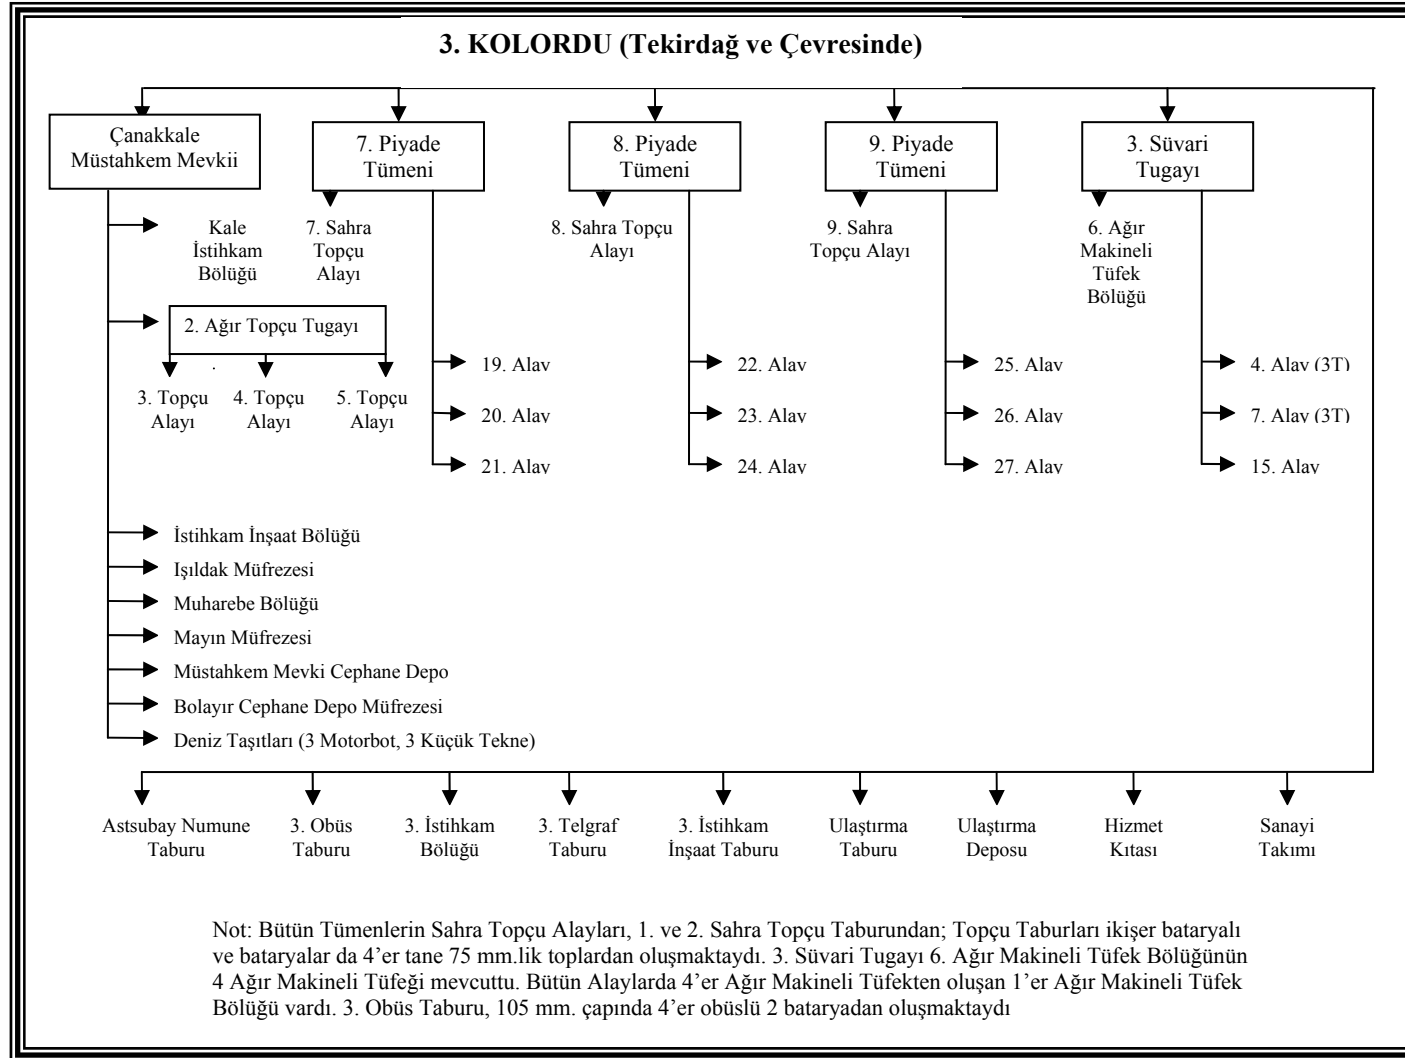 3. KOLORDU (Tekirdağ ve Çevresinde)
Çanakkale
Müstahkem Mevkii
7. Piyade
Tümeni
8. Piyade
Tümeni
9. Piyade
Tümeni
3. Süvari
Tugayı
Kale
İstihkam
Bölüğü
7. Sahra
Topçu
Alayı
8. Sahra Topçu
Alayı
9. Sahra
Topçu Alayı
6. Ağır
Makineli
Tüfek
Bölüğü
2. Ağır Topçu Tugayı
3. Topçu
Alayı
4. Topçu
Alayı
5. Topçu
Alayı
19. Alay
20. Alay
21. Alay
22. Alay
23. Alay
24. Alay
25. Alay
26. Alay
27. Alay
4. Alay (3T)
7. Alay (3T)
15. Alay
İstihkam İnşaat Bölüğü
Işıldak Müfrezesi
Muharebe Bölüğü
Mayın Müfrezesi
Müstahkem Mevki Cephane Depo
Bolayır Cephane Depo Müfrezesi
Deniz Taşıtları (3 Motorbot, 3 Küçük Tekne)
Astsubay Numune
Taburu
3. Obüs
Taburu
3. İstihkam
Bölüğü
3. Telgraf
Taburu
3. İstihkam
İnşaat Taburu
Ulaştırma
Taburu
Ulaştırma
Deposu
Hizmet
Kıtası
Sanayi
Takımı
Not: Bütün Tümenlerin Sahra Topçu Alayları, 1. ve 2. Sahra Topçu Taburundan; Topçu Taburları ikişer bataryalı
ve bataryalar da 4’er tane 75 mm.lik toplardan oluşmaktaydı. 3. Süvari Tugayı 6. Ağır Makineli Tüfek Bölüğünün
4 Ağır Makineli Tüfeği mevcuttu. Bütün Alaylarda 4’er Ağır Makineli Tüfekten oluşan 1’er Ağır Makineli Tüfek
Bölüğü vardı. 3. Obüs Taburu, 105 mm. çapında 4’er obüslü 2 bataryadan oluşmaktaydı